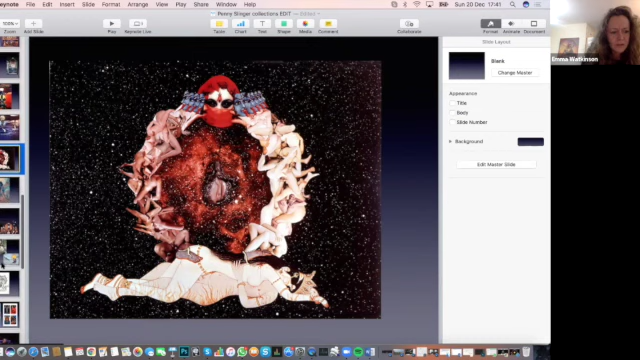 Keynote File Edit Insert Slide Format Arrange View Play Share Window Help Sun 20 Dec 17:41
Penny Slinger collections EDIT
100%
Zoom Add Slide Play Keynote Live Table Chart Text Shape Media Comment Collaborate Format Animate Document
Slide Layout
Blank
Change Master
Appearance
Title
Body
Slide Number
Background
Edit Master Slide
Emma Watkinson